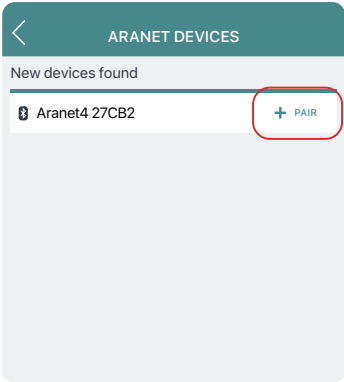 ARANET DEVICES
New devices found
Aranet4 27CB2
+ PAIR